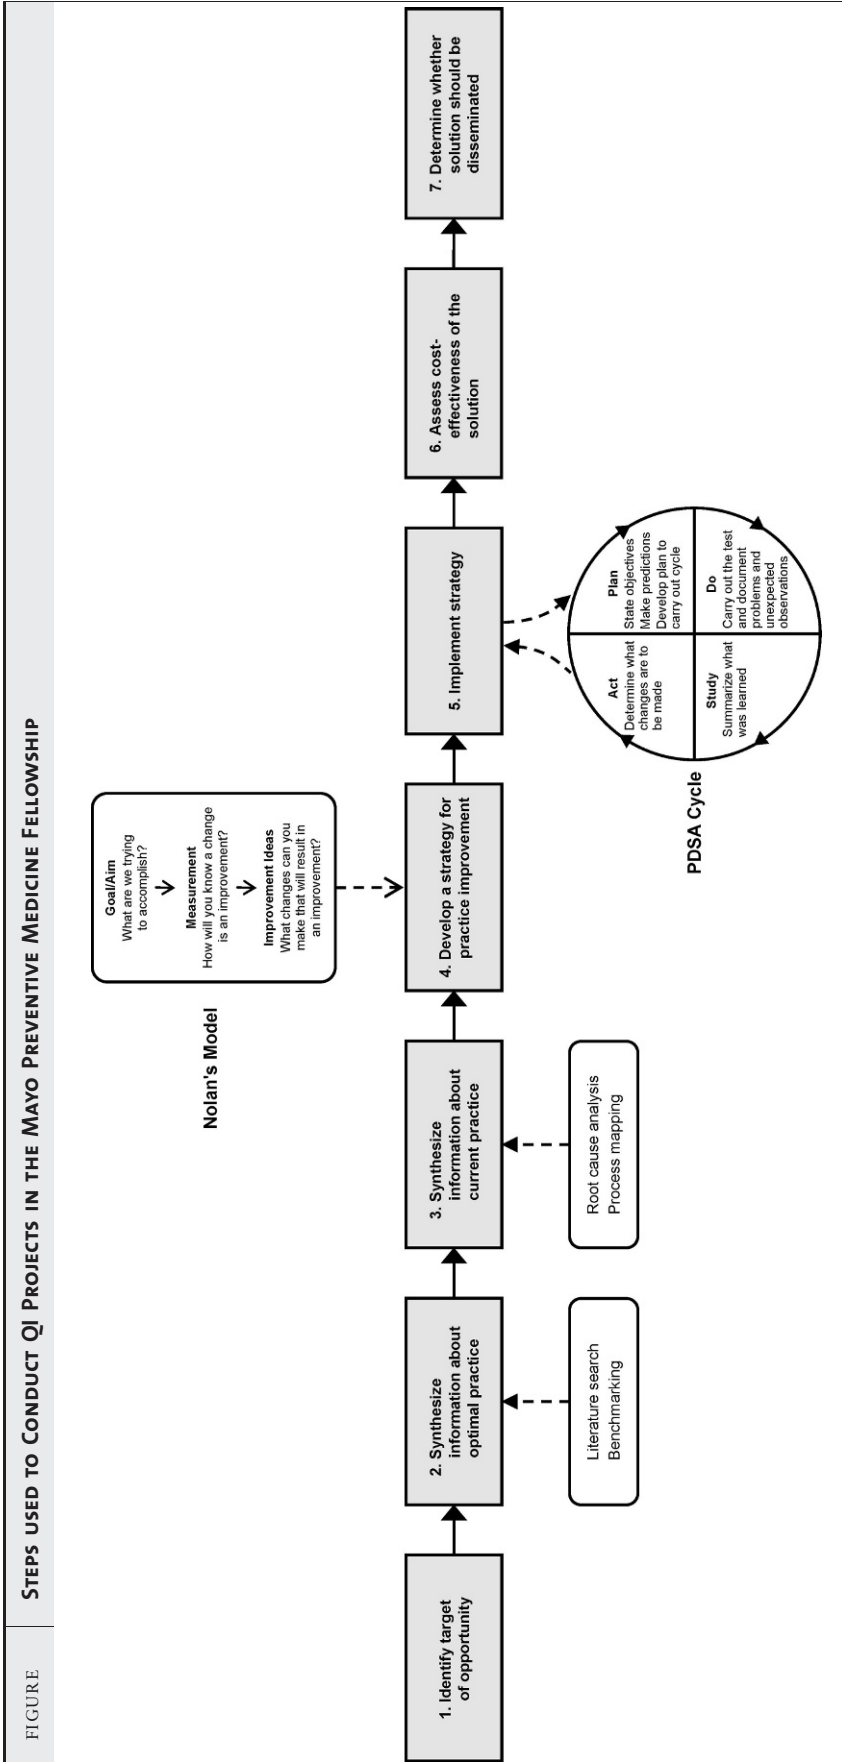 FIGURE
STEPS USED TO CONDUCT QI PROJECTS IN THE MAYO PREVENTIVE MEDICINE FELLOWSHIP
Nolan's Model
Goal/Aim
What are we trying
to accomplish?
Measurement
How will you know a change
is an improvement?
Improvement Ideas
What changes can you
make that will result in
an improvement?
1. Identify target
of opportunity
2. Synthesize
information about
optimal practice
3. Synthesize
information about
current practice
4. Develop a strategy for
practice improvement
5. Implement strategy
6. Assess cost-
effectiveness of the
solution
7. Determine whether
solution should be
disseminated
Literature search
Benchmarking
Root cause analysis
Process mapping
PDSA Cycle
Act
Determine what
changes are to
be made
Plan
State objectives
Make predictions
Develop plan to
carry out cycle
Study
Summarize what
was learned
Do
Carry out the test
and document
problems and
unexpected
observations